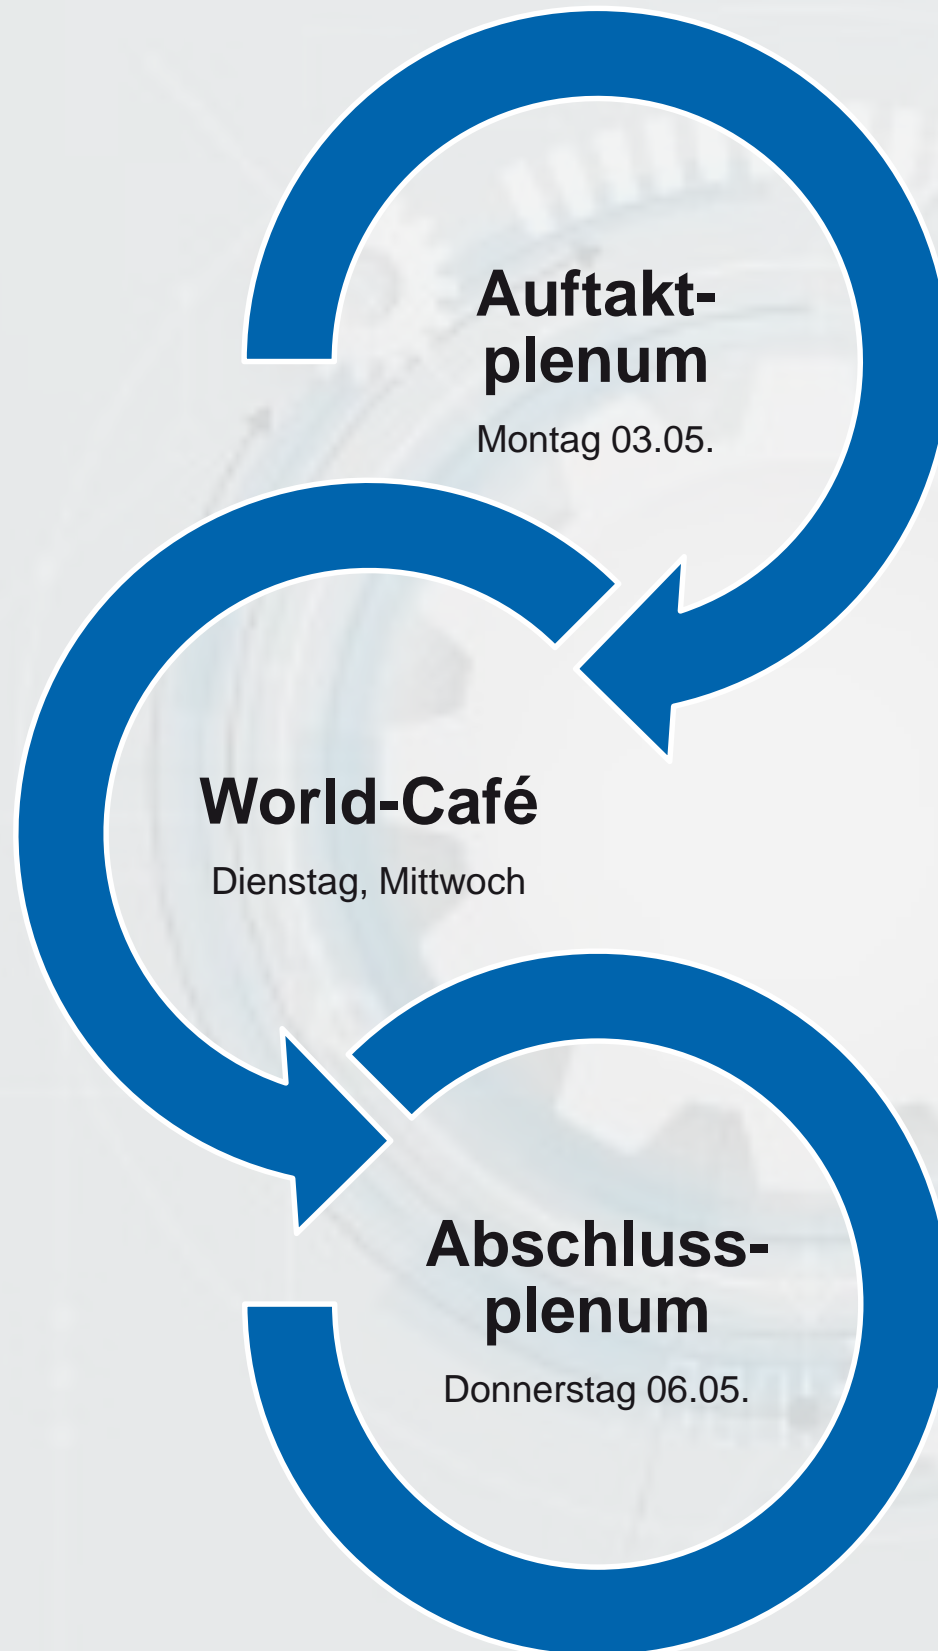 Auftakt-
plenum
Montag 03.05.
World-Café
Dienstag, Mittwoch
Abschluss-
plenum
Donnerstag 06.05.